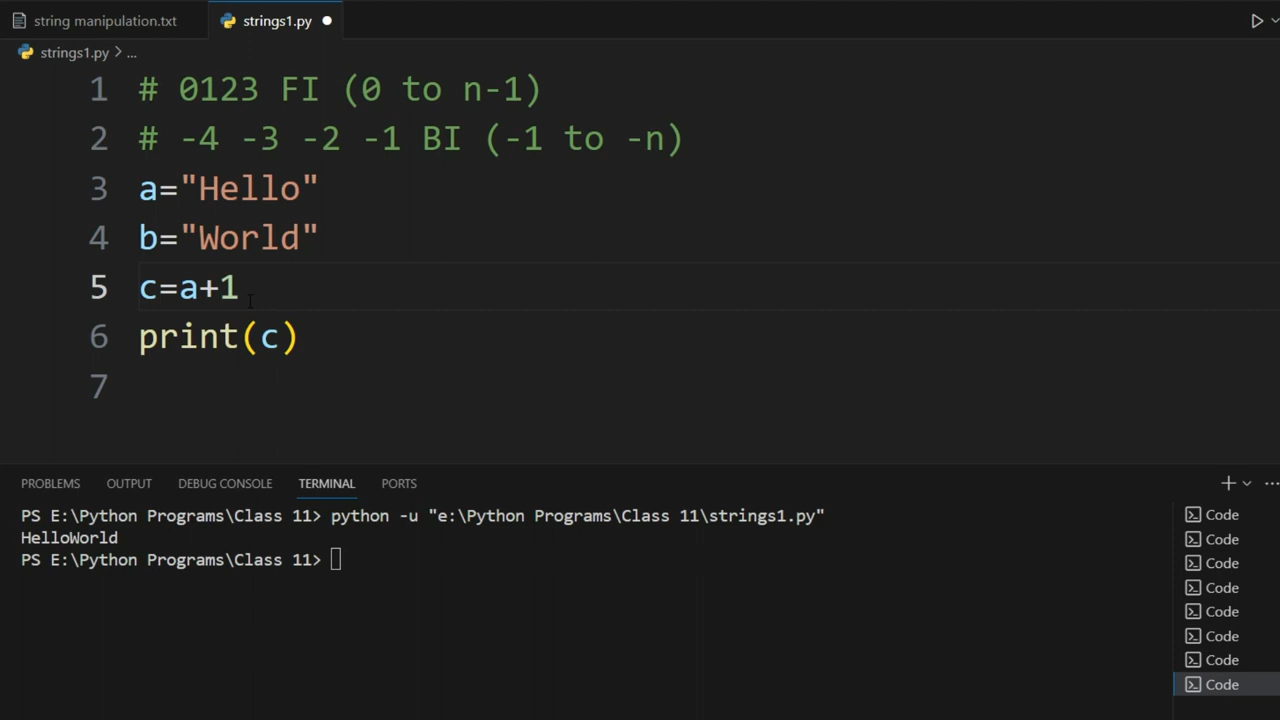 string manipulation.txt
strings1.py
strings1.py > ...
1 # 0123 FI (0 to n-1)
2 # -4 -3 -2 -1 BI (-1 to -n)
3 a="Hello"
4 b="World"
5 c=a+1
6 print(c)
7
PROBLEMS OUTPUT DEBUG CONSOLE TERMINAL PORTS
PS E:\Python Programs\Class 11> python -u "e:\Python Programs\Class 11\strings1.py"
HelloWorld
PS E:\Python Programs\Class 11>
Code
Code
Code
Code
Code
Code
Code
Code